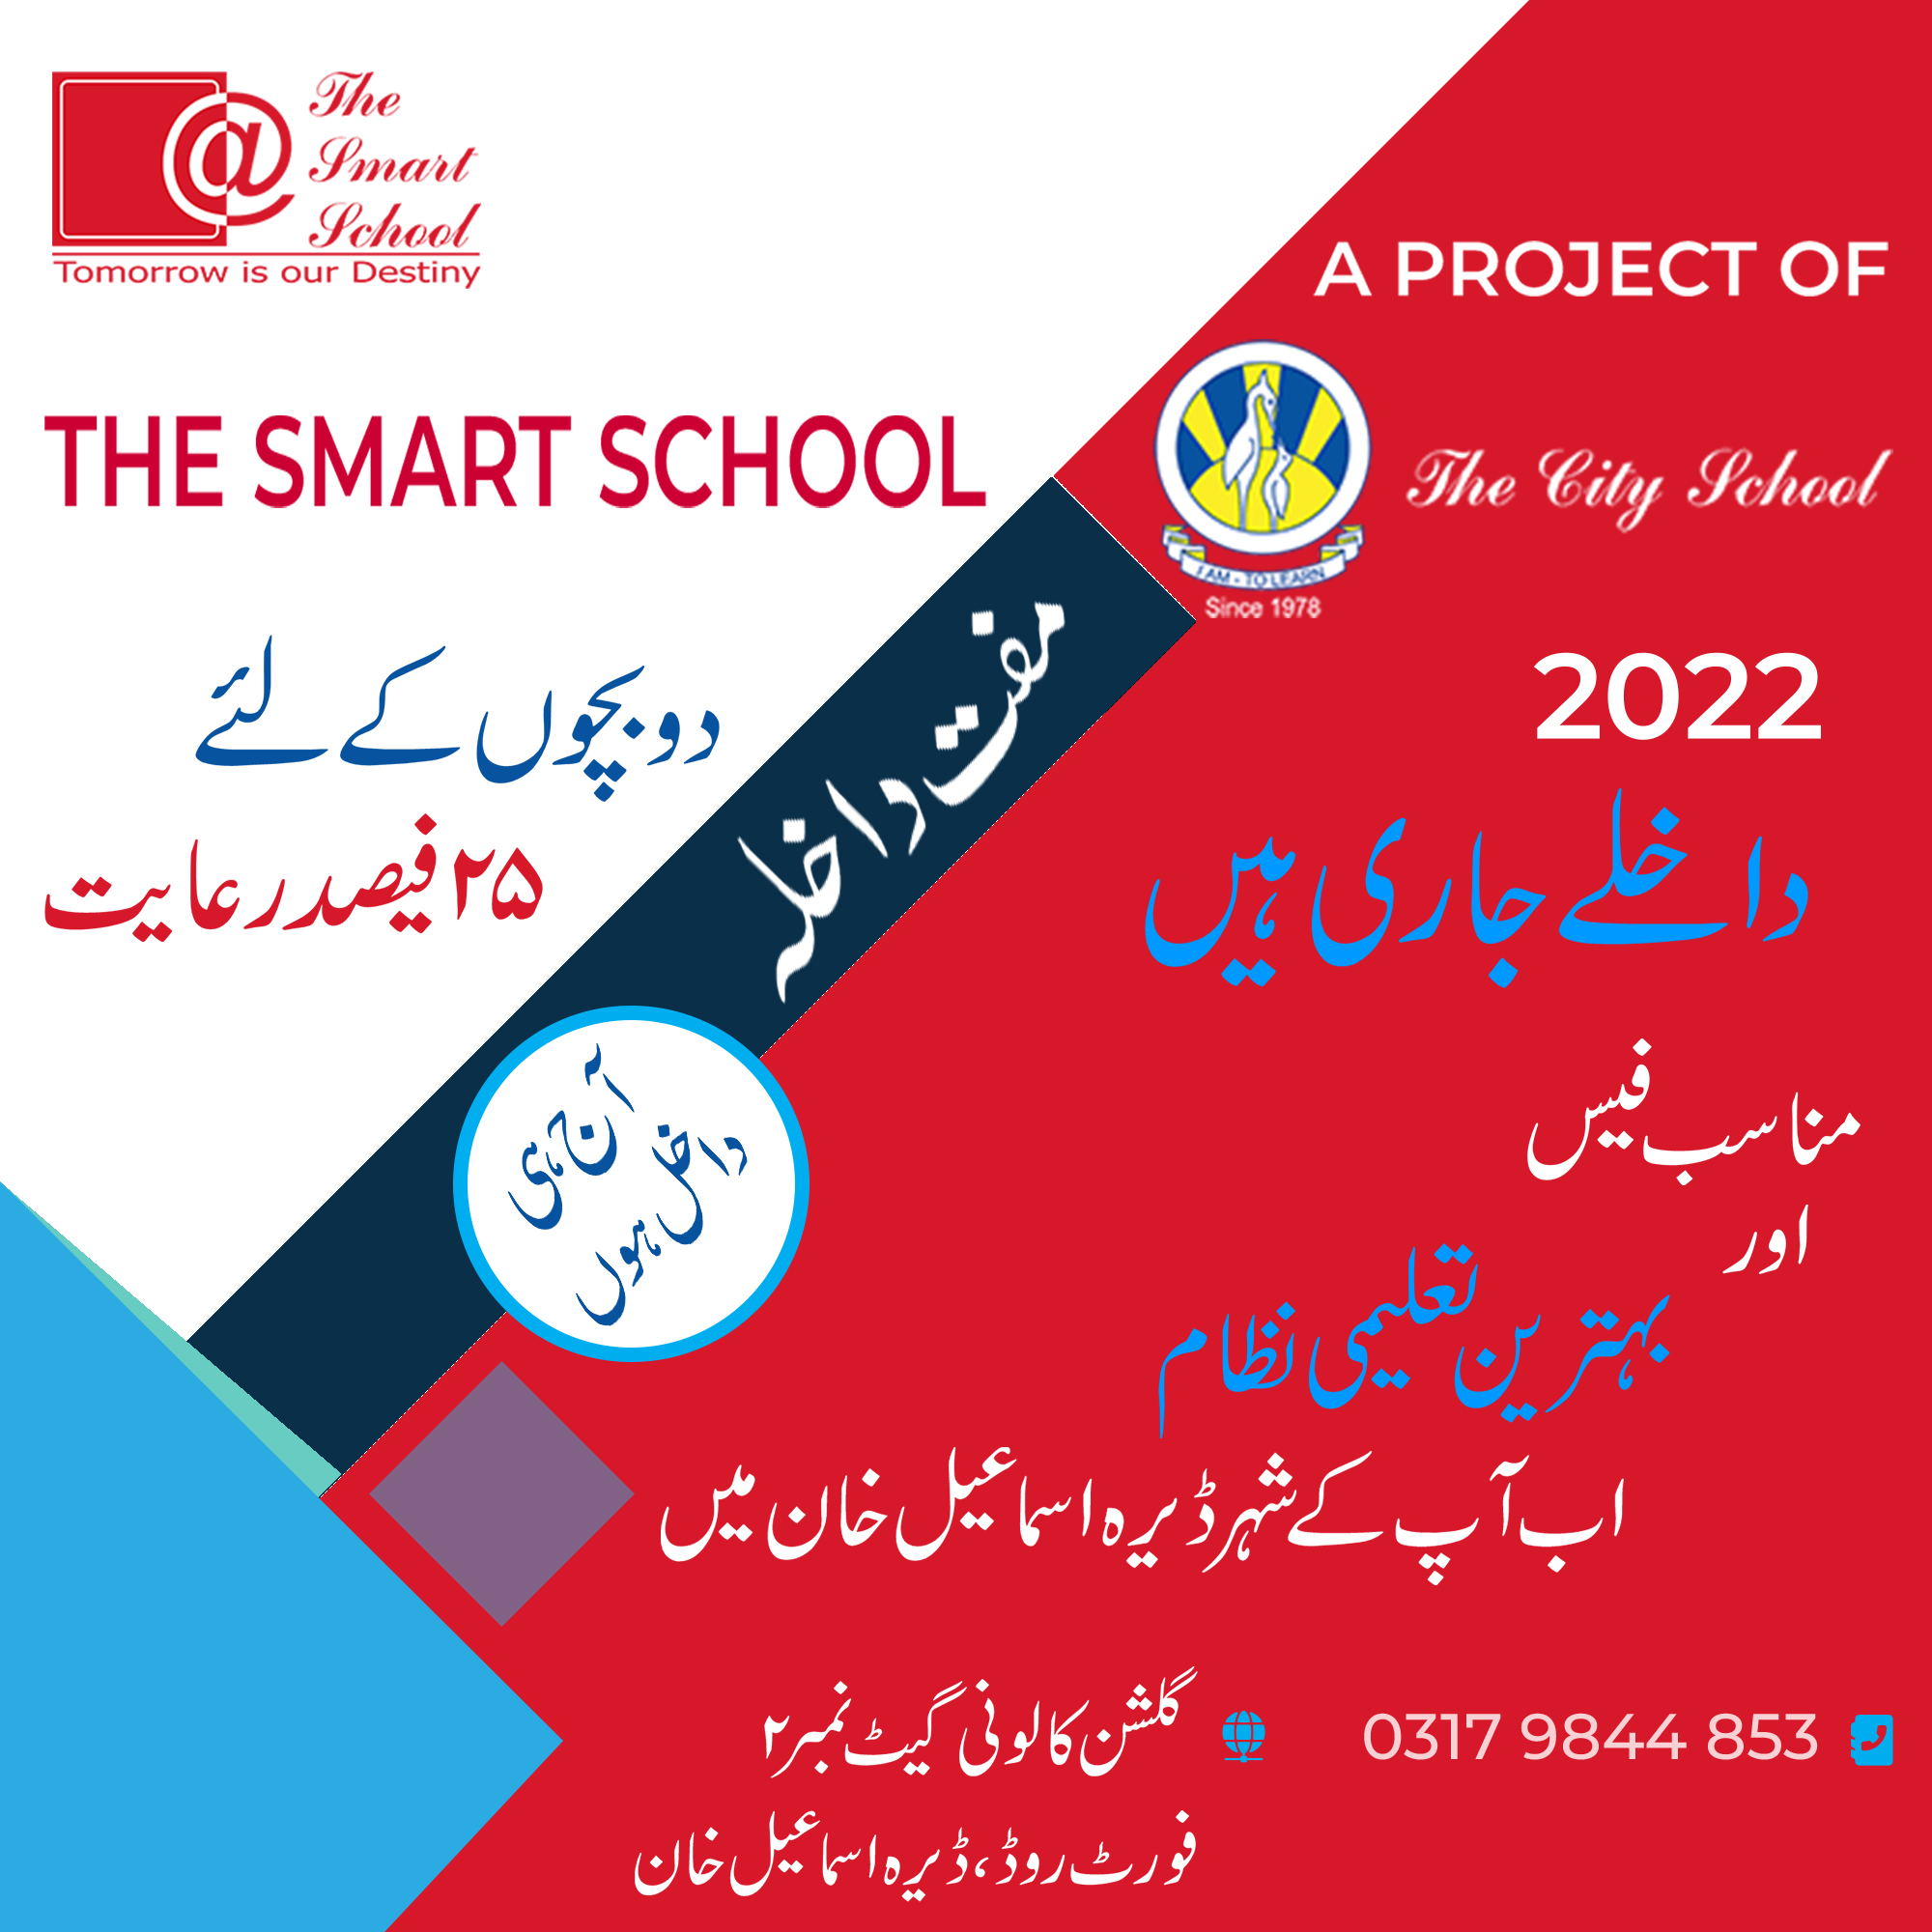 The
Smart
School
Tomorrow is our Destiny
A PROJECT OF
THE SMART SCHOOL
The City School
I AM - TO LEARN
Since 1978
2022
داخلے جاری ہیں
مفت داخلہ
دو بچوں کے لئے
۲۵ فیصد رعایت
آج ہی
داخل ہوں
مناسب فیس
اور
بہترین تعلیمی نظام
اب آپ کے شہر ڈیرہ اسماعیل خان میں
گلشن کالونی گیٹ نمبر ۲
0317 9844 853
فورٹ روڈ، ڈیرہ اسماعیل خان